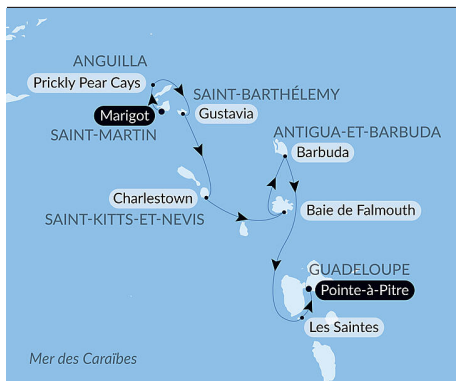 ANGUILLA
Prickly Pear Cays
SAINT-BARTHÉLEMY
Marigot
Gustavia
SAINT-MARTIN
ANTIGUA-ET-BARBUDA
Barbuda
Charlestown
SAINT-KITTS-ET-NEVIS
Baie de Falmouth
GUADELOUPE
Pointe-à-Pitre
Les Saintes
Mer des Caraïbes